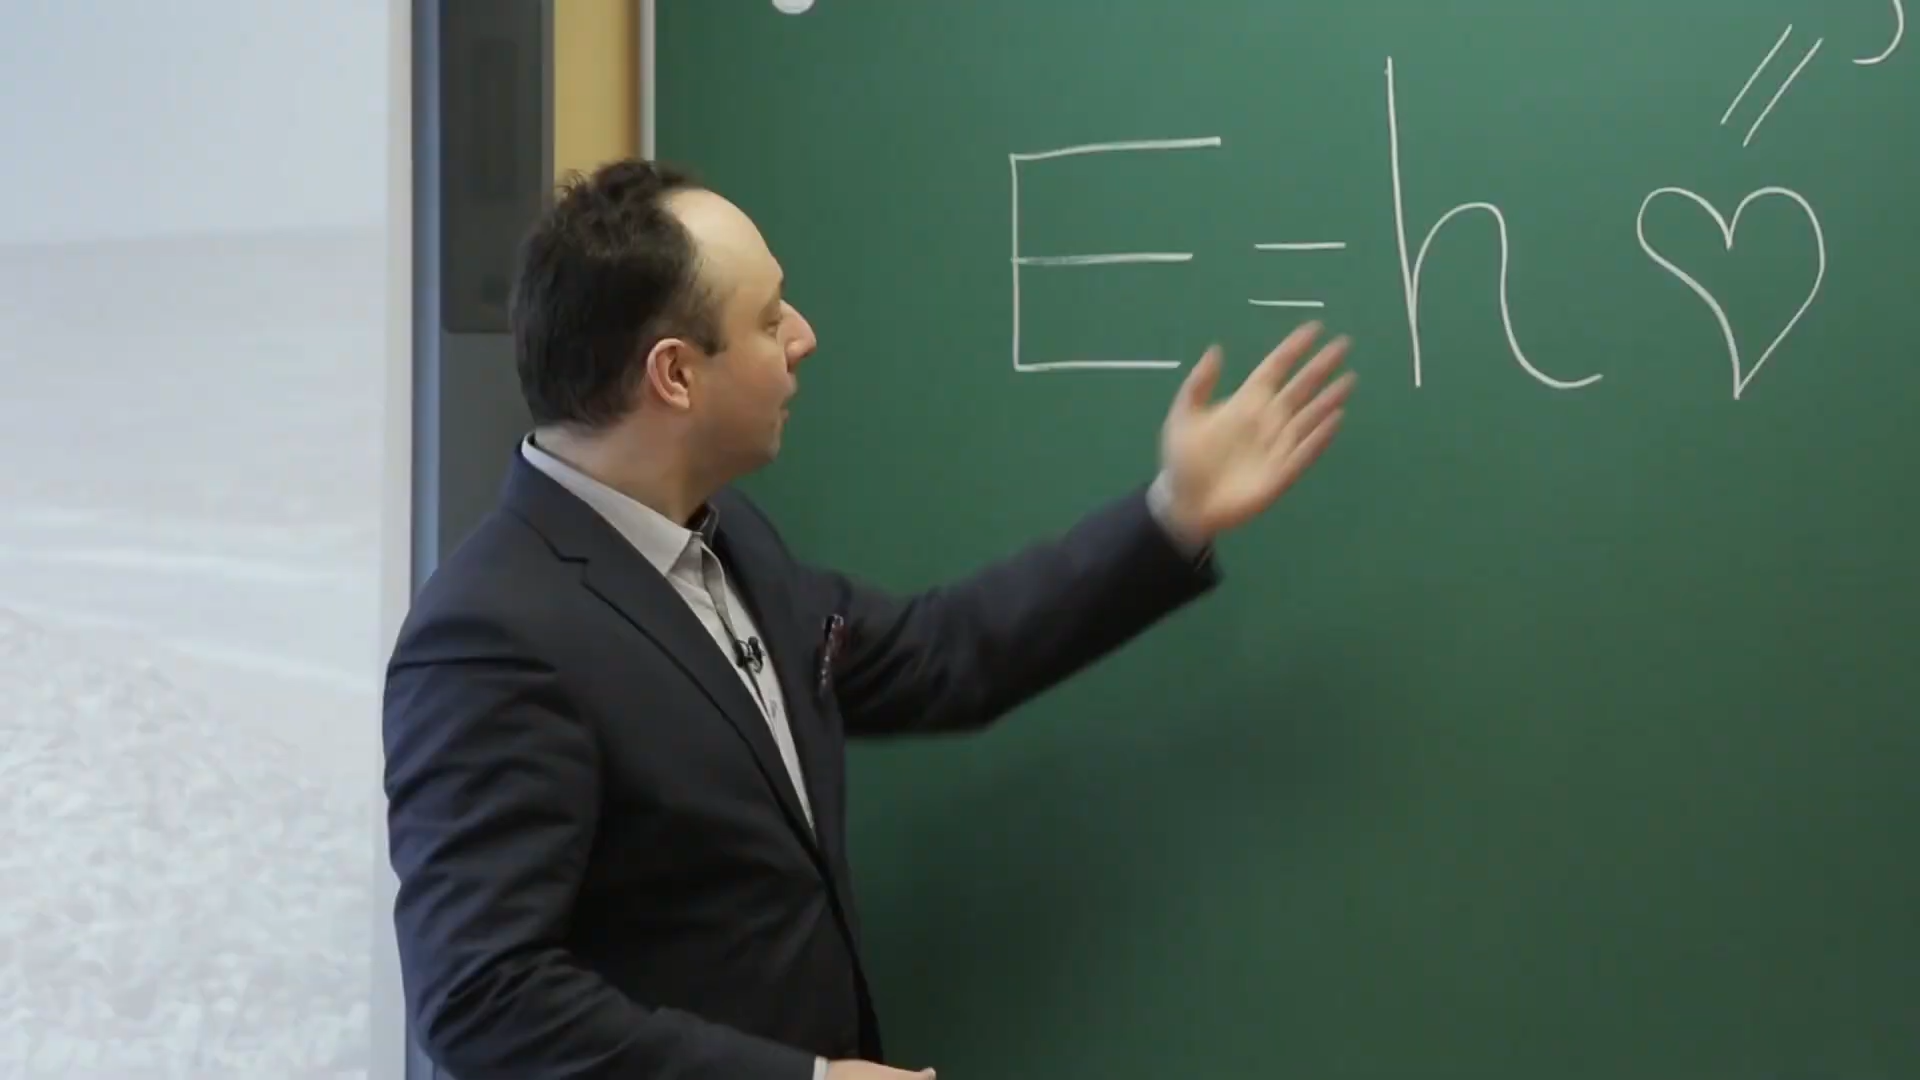 E = h ♡